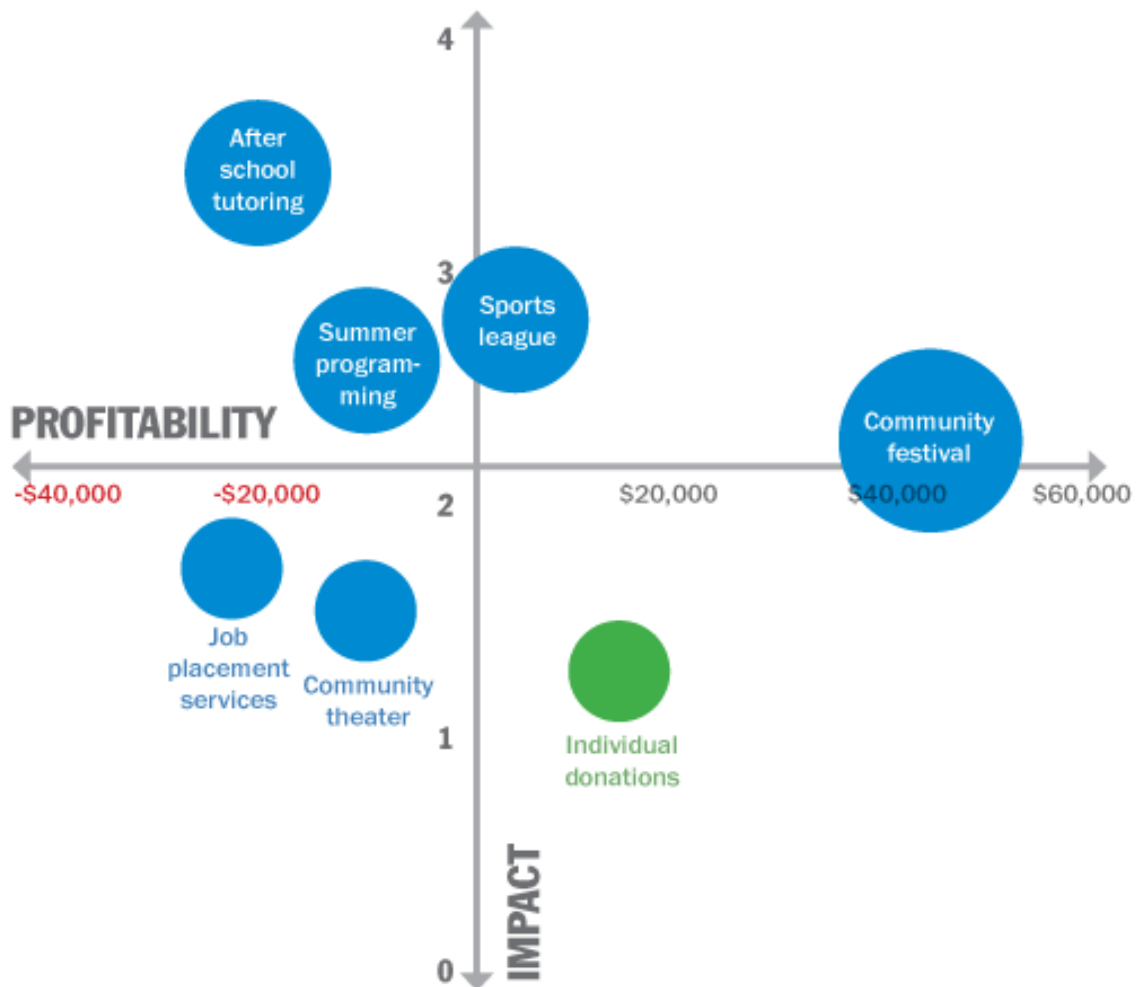 4
After
school
tutoring
3
Sports
league
Summer
program-
ming
PROFITABILITY
Community
festival
-$40,000
-$20,000
$20,000
$40,000
$60,000
2
Job
placement
services
Community
theater
1
Individual
donations
IMPACT
0